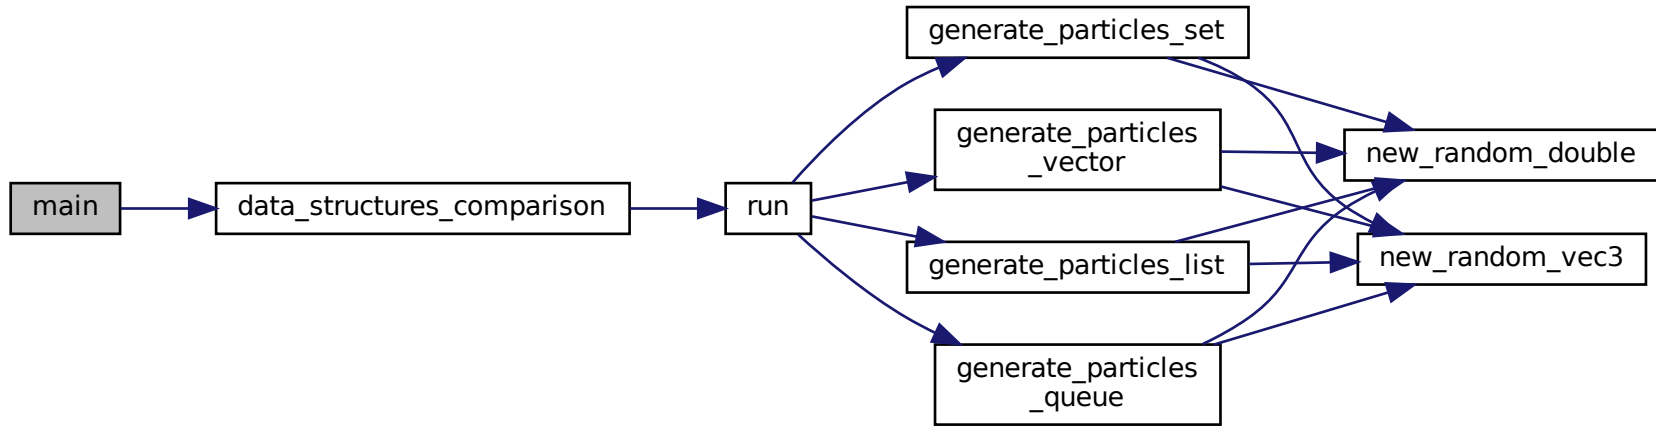 main
data_structures_comparison
run
generate_particles_set
generate_particles
_vector
generate_particles_list
generate_particles
_queue
new_random_double
new_random_vec3